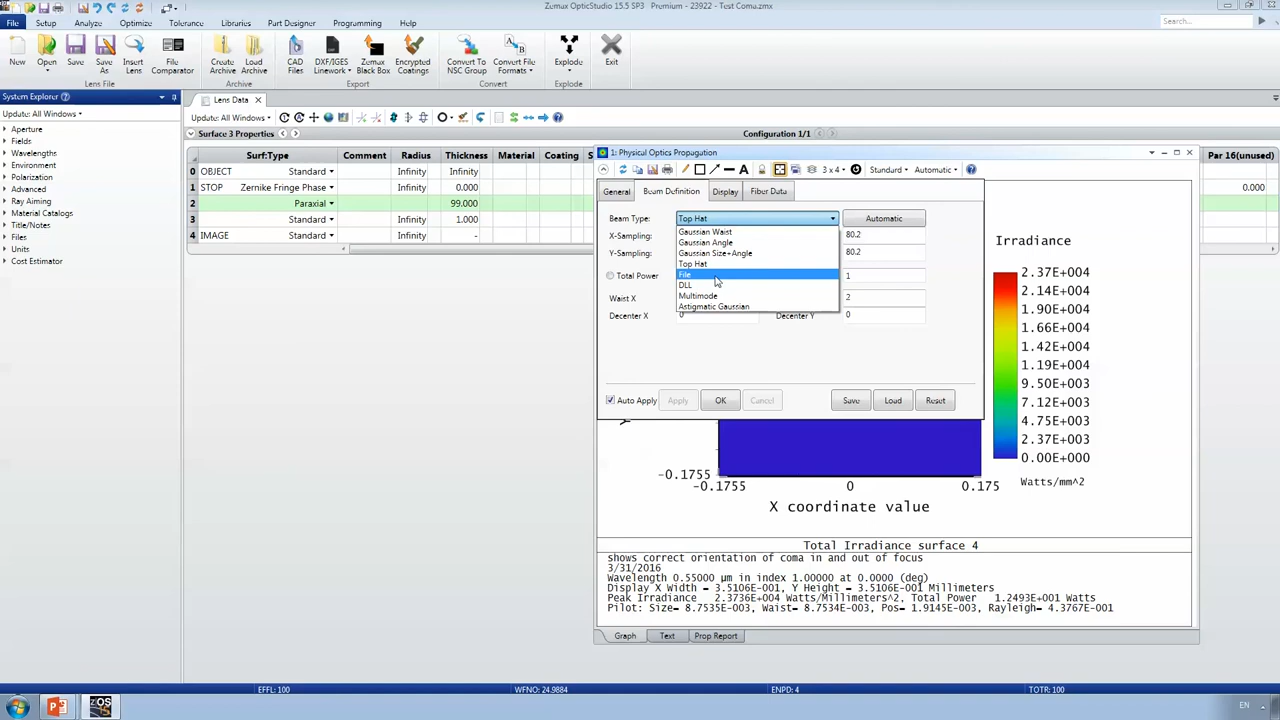 Zemax OpticStudio 15.5 SP3 Premium - 23922 - Test Coma.zmx
File Setup Analyze Optimize Tolerance Libraries Part Designer Programming Help Search...
New Open Save Save As Insert Lens File Comparator Create Archive Load Archive CAD Files DXF/IGES Linework Zemax Black Box Encrypted Coatings Convert To NSC Group Convert File Formats Explode Exit
Lens File Archive Export Convert Explode
System Explorer
Update: All Windows
Aperture
Fields
Wavelengths
Environment
Polarization
Advanced
Ray Aiming
Material Catalogs
Title/Notes
Files
Units
Cost Estimator
Lens Data
Update: All Windows
Surface 3 Properties Configuration 1/1
Surf:Type Comment Radius Thickness Material Coating S Par 16(unused)
0 OBJECT Standard Infinity Infinity
1 STOP Zernike Fringe Phase Infinity 0.000 0.000
2 Paraxial 99.000
3 Standard Infinity 1.000
4 IMAGE Standard Infinity -
1: Physical Optics Propagation
3 x 4 Standard Automatic
General Beam Definition Display Fiber Data
Beam Type: Top Hat Automatic
X-Sampling: 80.2
Y-Sampling: 80.2
Total Power 1
Waist X 2
Decenter X 0 Decenter Y 0
Gaussian Waist
Gaussian Angle
Gaussian Size+Angle
Top Hat
File
DLL
Multimode
Astigmatic Gaussian
Auto Apply Apply OK Cancel Save Load Reset
Irradiance
2.37E+004
2.14E+004
1.90E+004
1.66E+004
1.42E+004
1.19E+004
9.50E+003
7.12E+003
4.75E+003
2.37E+003
0.00E+000
Watts/mm^2
-0.1755
-0.1755 0 0.175
X coordinate value
Total Irradiance surface 4
shows correct orientation of coma in and out of focus
3/31/2016
Wavelength 0.55000 µm in index 1.00000 at 0.0000 (deg)
Display X Width = 3.5106E-001, Y Height = 3.5106E-001 Millimeters
Peak Irradiance = 2.3736E+004 Watts/Millimeters^2, Total Power = 1.2493E+001 Watts
Pilot: Size= 8.7535E-003, Waist= 8.7534E-003, Pos= 1.9145E-003, Rayleigh= 4.3767E-001
Graph Text Prop Report
EFFL: 100 WFNO: 24.9884 ENPD: 4 TOTR: 100
EN